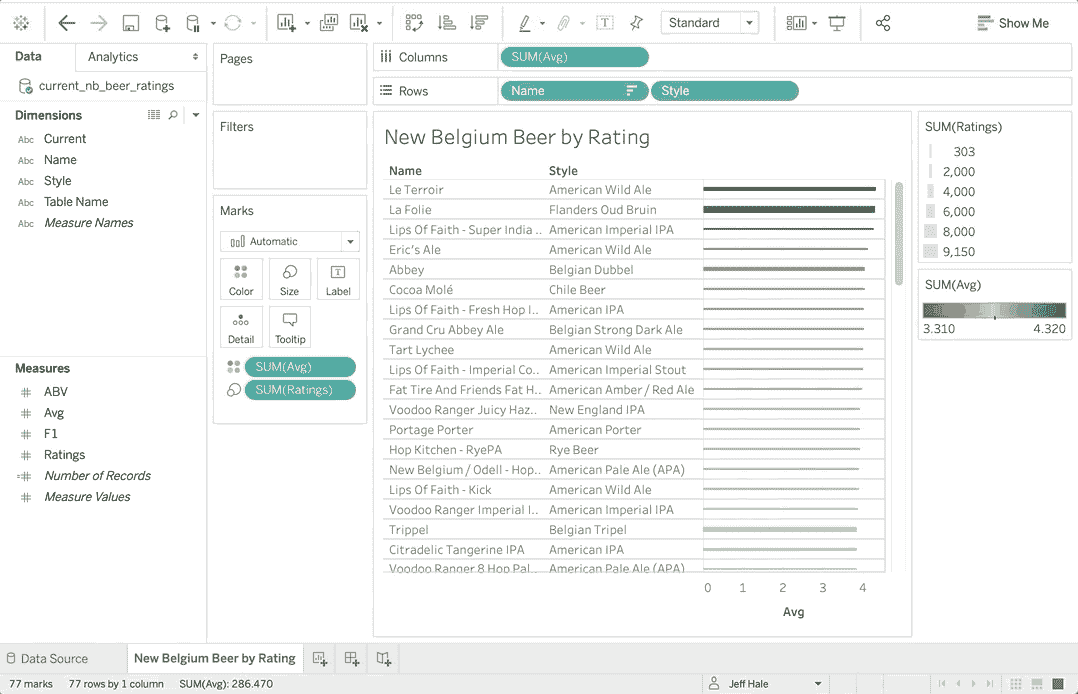 Standard
Show Me
Data
Analytics
Pages
Columns
SUM(Avg)
current_nb_beer_ratings
Rows
Name
Style
Dimensions
Filters
Abc Current
Abc Name
Abc Style
Abc Table Name
Abc Measure Names
Marks
Automatic
Color
Size
Label
Detail
Tooltip
SUM(Avg)
SUM(Ratings)
Measures
# ABV
# Avg
# F1
# Ratings
=# Number of Records
# Measure Values
New Belgium Beer by Rating
Name Style
Le Terroir American Wild Ale
La Folie Flanders Oud Bruin
Lips Of Faith - Super India .. American Imperial IPA
Eric's Ale American Wild Ale
Abbey Belgian Dubbel
Cocoa Molé Chile Beer
Lips Of Faith - Fresh Hop I.. American IPA
Grand Cru Abbey Ale Belgian Strong Dark Ale
Tart Lychee American Wild Ale
Lips Of Faith - Imperial Co.. American Imperial Stout
Fat Tire And Friends Fat H.. American Amber / Red Ale
Voodoo Ranger Juicy Haz.. New England IPA
Portage Porter American Porter
Hop Kitchen - RyePA Rye Beer
New Belgium / Odell - Hop.. American Pale Ale (APA)
Lips Of Faith - Kick American Wild Ale
Voodoo Ranger Imperial I.. American Imperial IPA
Trippel Belgian Tripel
Citradelic Tangerine IPA American IPA
Voodoo Ranger 8 Hop Pal.. American Pale Ale (APA)
0 1 2 3 4
Avg
SUM(Ratings)
303
2,000
4,000
6,000
8,000
9,150
SUM(Avg)
3.310 4.320
Data Source
New Belgium Beer by Rating
77 marks 77 rows by 1 column SUM(Avg): 286.470
Jeff Hale